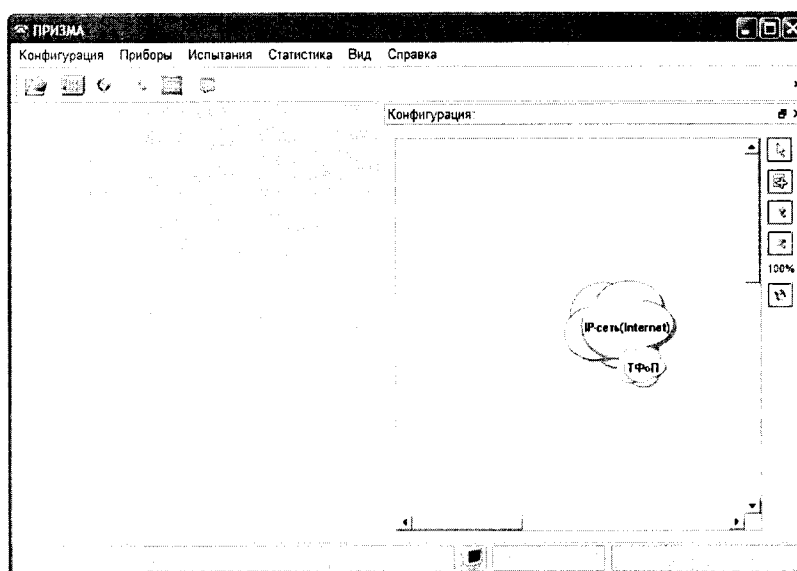 ПРИЗМА
Конфигурация Приборы Испытания Статистика Вид Справка
Конфигурация
100%
IP-сеть(Internet)
ТФоП